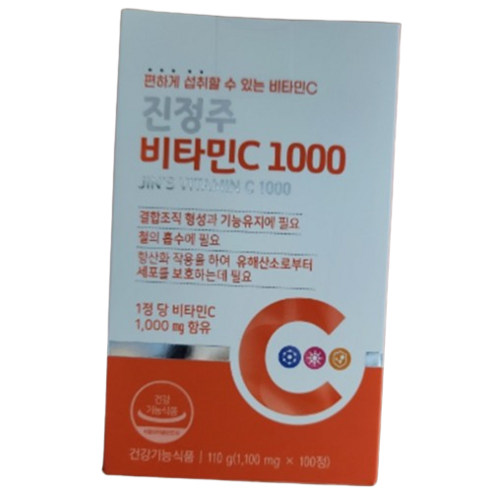 편하게 섭취할 수 있는 비타민C
진정주
비타민C 1000
JIN'S VITAMIN C 1000
결합조직 형성과 기능유지에 필요
철의 흡수에 필요
항산화 작용을 하여 유해산소로부터
세포를 보호하는데 필요
1정 당 비타민C
1,000 mg 함유
C
건강
기능식품
건강기능식품 | 110 g(1,100 mg × 100정)